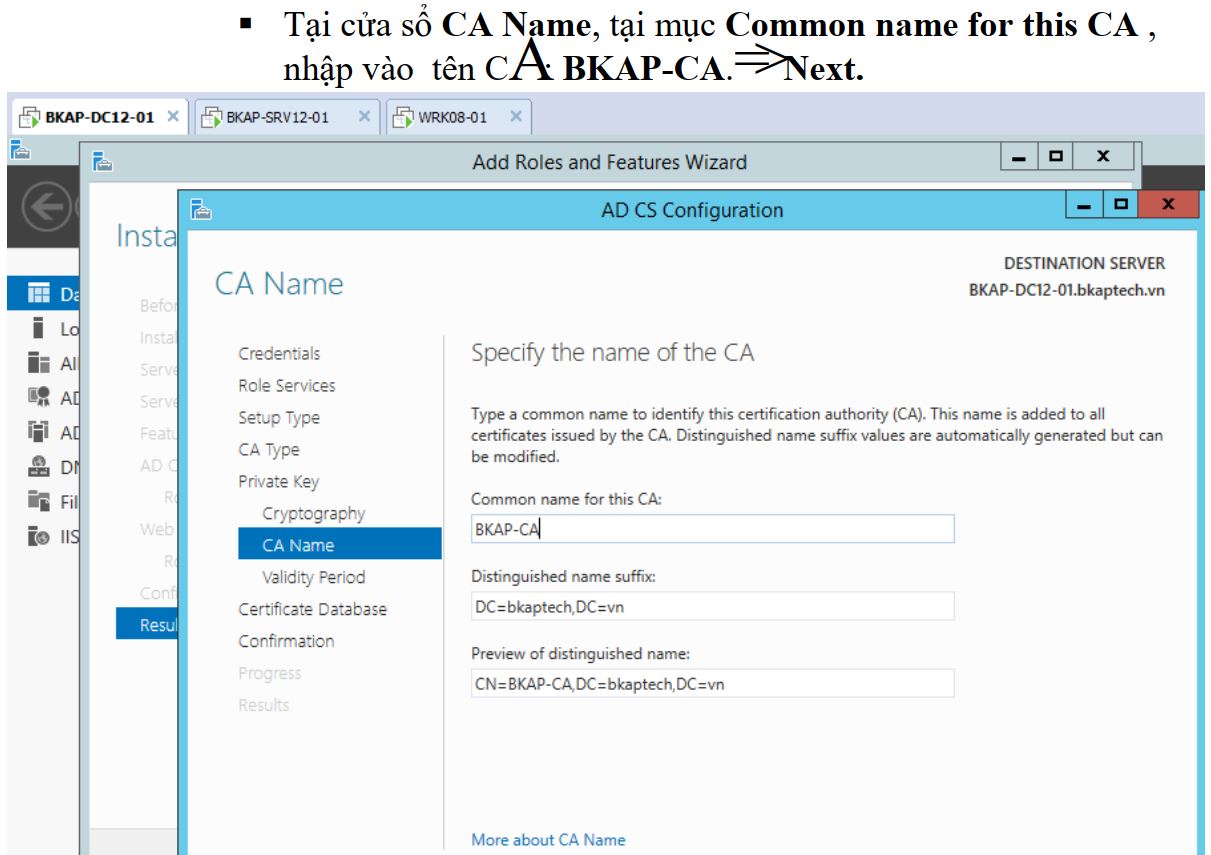 ▪ Tại cửa sổ CA Name, tại mục Common name for this CA ,
nhập vào tên CA: BKAP-CA. => Next.
BKAP-DC12-01 × BKAP-SRV12-01 × WRK08-01 ×
Add Roles and Features Wizard
AD CS Configuration
Insta
CA Name
DESTINATION SERVER
BKAP-DC12-01.bkaptech.vn
Da
Lo
All
AD
AD
DN
Fil
IIS
Befor
Instal
Serve
Serve
Featu
AD C
Ro
Web
Ro
Confi
Resul
Credentials
Role Services
Setup Type
CA Type
Private Key
Cryptography
CA Name
Validity Period
Certificate Database
Confirmation
Progress
Results
Specify the name of the CA
Type a common name to identify this certification authority (CA). This name is added to all
certificates issued by the CA. Distinguished name suffix values are automatically generated but can
be modified.
Common name for this CA:
BKAP-CA
Distinguished name suffix:
DC=bkaptech,DC=vn
Preview of distinguished name:
CN=BKAP-CA,DC=bkaptech,DC=vn
More about CA Name